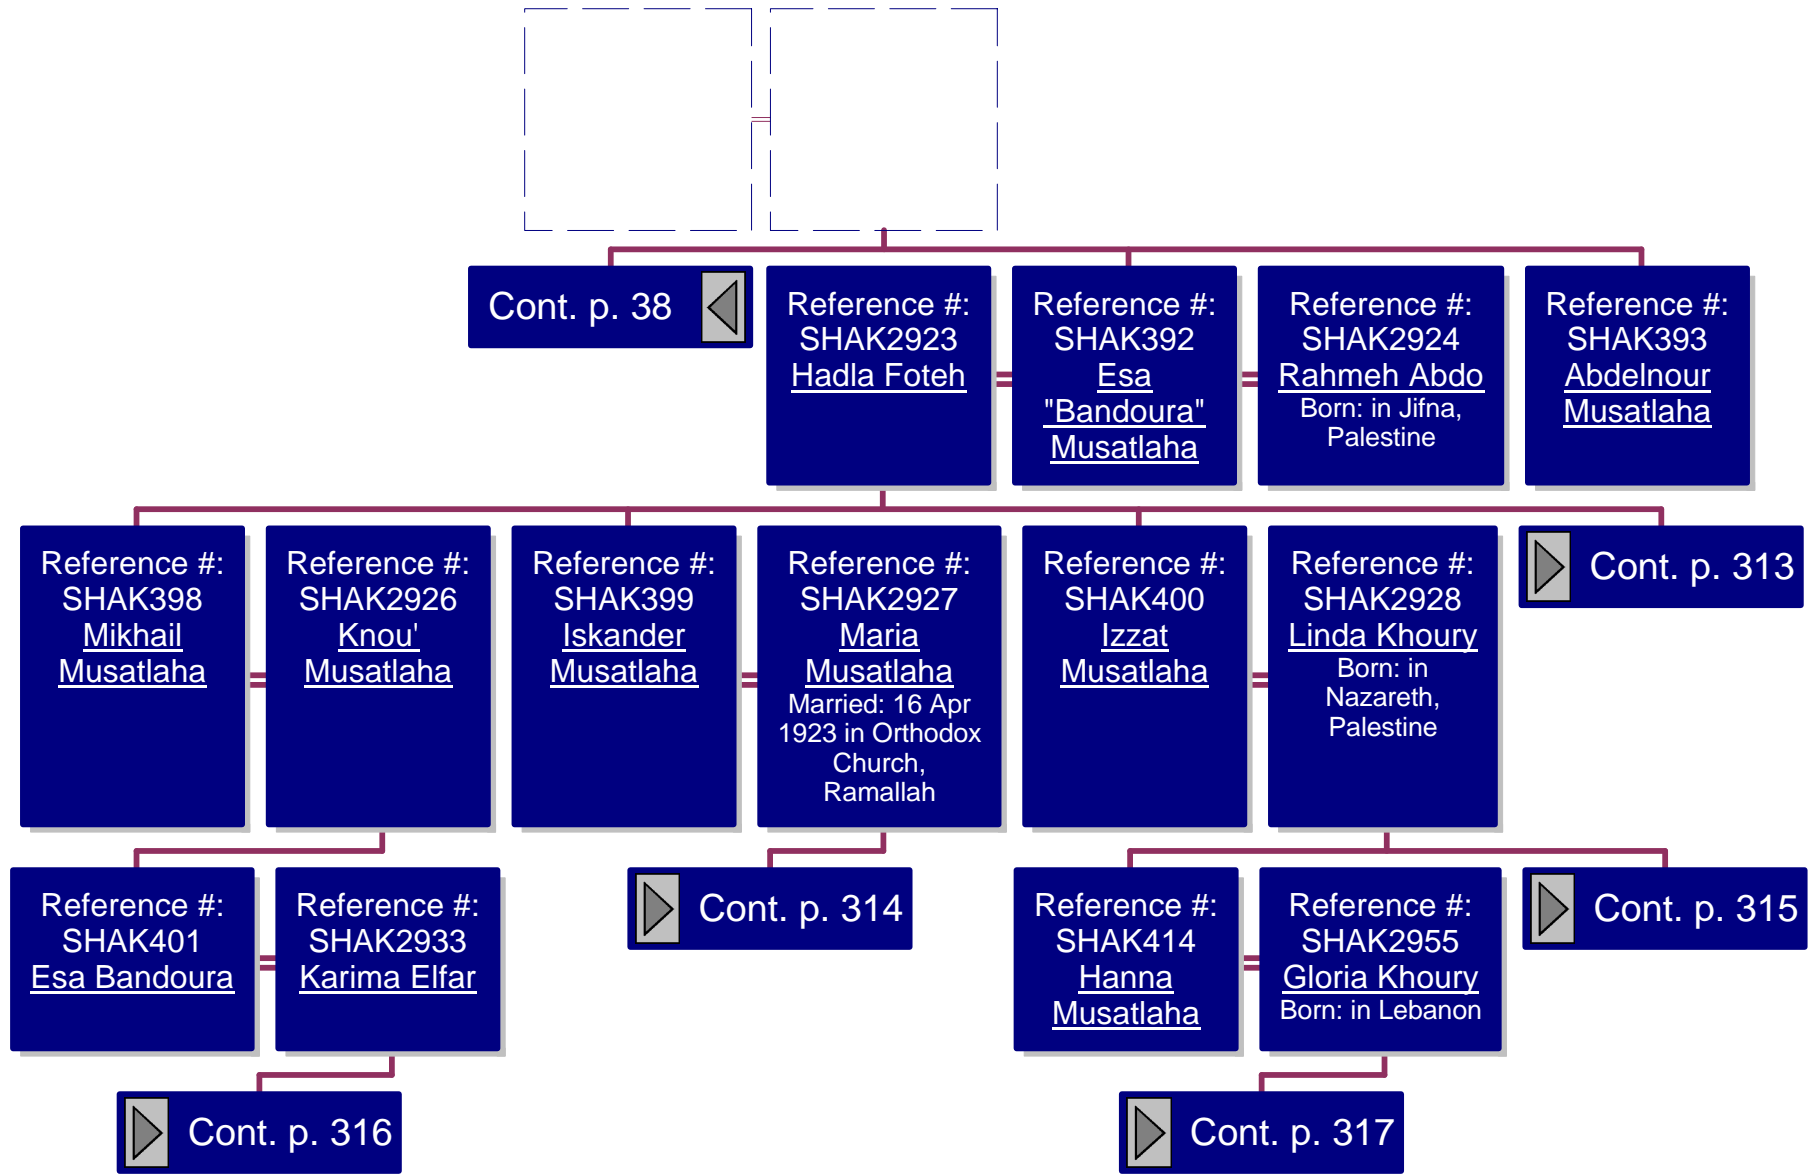 Cont. p. 38
Reference #:
SHAK2923
Hadla Foteh
Reference #:
SHAK392
Esa
"Bandoura"
Musatlaha
Reference #:
SHAK2924
Rahmeh Abdo
Born: in Jifna,
Palestine
Reference #:
SHAK393
Abdelnour
Musatlaha
Reference #:
SHAK398
Mikhail
Musatlaha
Reference #:
SHAK2926
Knou'
Musatlaha
Reference #:
SHAK399
Iskander
Musatlaha
Reference #:
SHAK2927
Maria
Musatlaha
Married: 16 Apr
1923 in Orthodox
Church,
Ramallah
Reference #:
SHAK400
Izzat
Musatlaha
Reference #:
SHAK2928
Linda Khoury
Born: in
Nazareth,
Palestine
Cont. p. 313
Reference #:
SHAK401
Esa Bandoura
Reference #:
SHAK2933
Karima Elfar
Cont. p. 314
Reference #:
SHAK414
Hanna
Musatlaha
Reference #:
SHAK2955
Gloria Khoury
Born: in Lebanon
Cont. p. 315
Cont. p. 316
Cont. p. 317